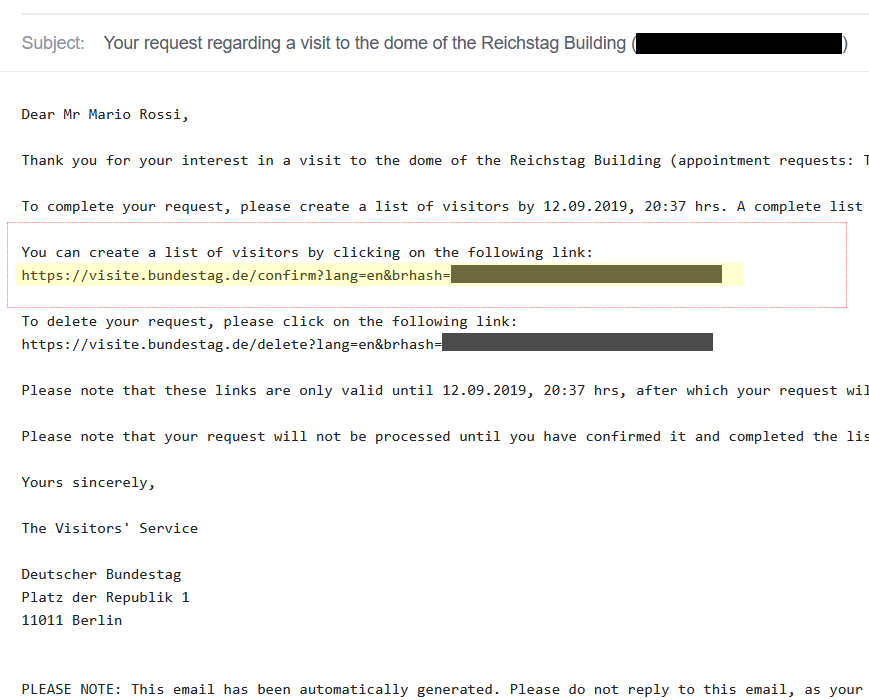 Subject: Your request regarding a visit to the dome of the Reichstag Building ( )
Dear Mr Mario Rossi,
Thank you for your interest in a visit to the dome of the Reichstag Building (appointment requests:
To complete your request, please create a list of visitors by 12.09.2019, 20:37 hrs. A complete list
You can create a list of visitors by clicking on the following link:
https://visite.bundestag.de/confirm?lang=en&brhash=
To delete your request, please click on the following link:
https://visite.bundestag.de/delete?lang=en&brhash=
Please note that these links are only valid until 12.09.2019, 20:37 hrs, after which your request wil
Please note that your request will not be processed until you have confirmed it and completed the lis
Yours sincerely,
The Visitors' Service
Deutscher Bundestag
Platz der Republik 1
11011 Berlin
PLEASE NOTE: This email has been automatically generated. Please do not reply to this email, as your